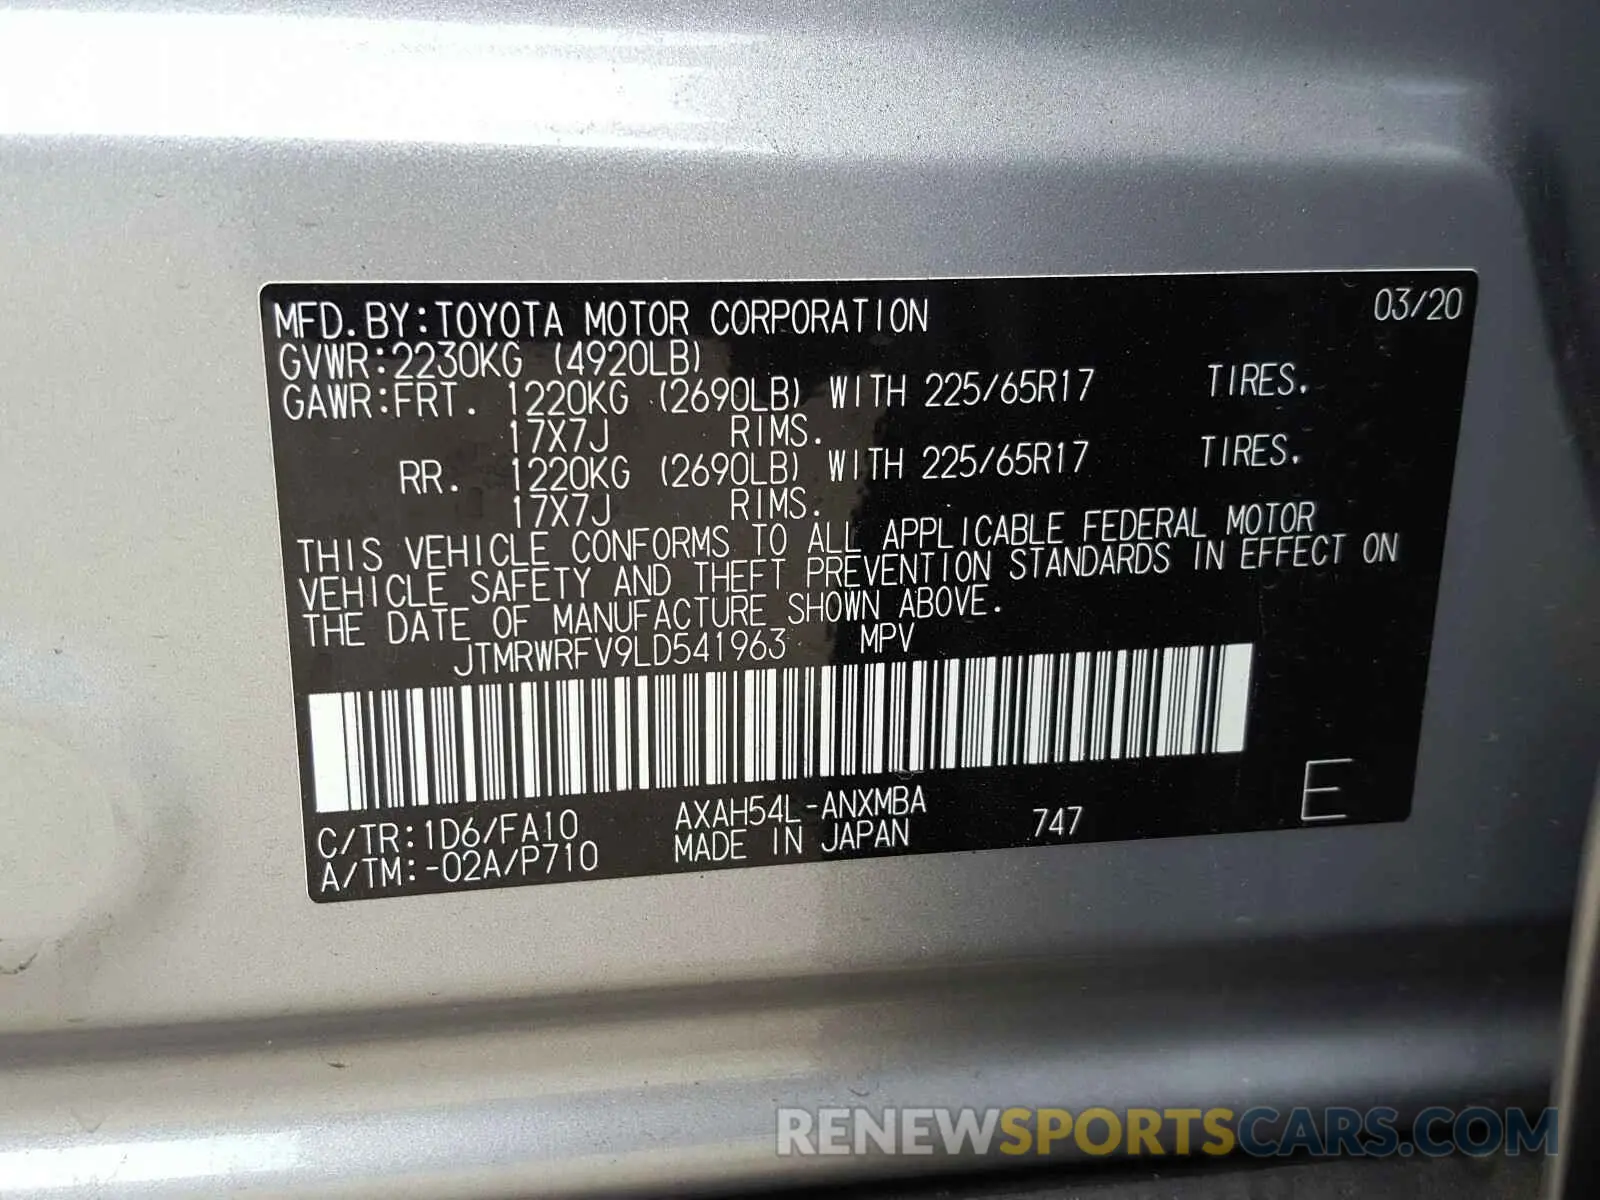 MFD.BY:TOYOTA MOTOR CORPORATION 03/20
GVWR:2230KG (4920LB)
GAWR:FRT. 1220KG (2690LB) WITH 225/65R17 TIRES.
17X7J RIMS.
RR. 1220KG (2690LB) WITH 225/65R17 TIRES.
17X7J RIMS.
THIS VEHICLE CONFORMS TO ALL APPLICABLE FEDERAL MOTOR
VEHICLE SAFETY AND THEFT PREVENTION STANDARDS IN EFFECT ON
THE DATE OF MANUFACTURE SHOWN ABOVE.
JTMRWRFV9LD541963 MPV
C/TR:1D6/FA10 AXAH54L-ANXMBA 747 E
A/TM:-02A/P710 MADE IN JAPAN
RENEWSPORTSCARS.COM